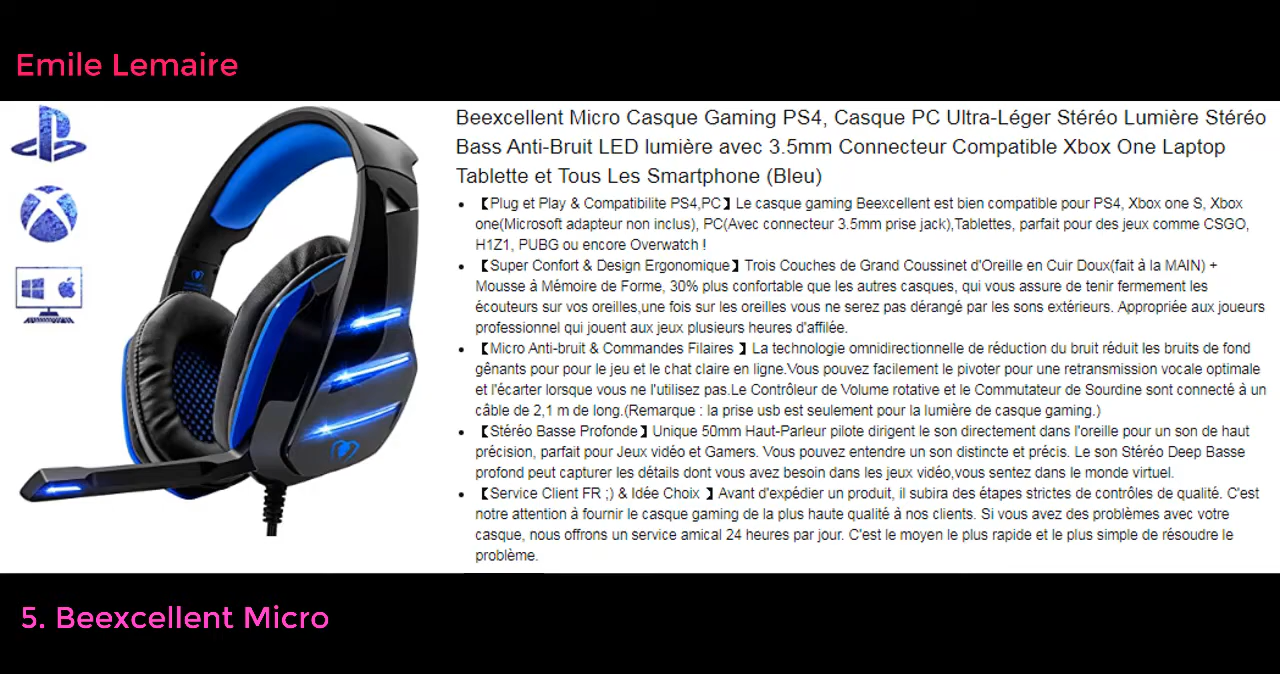 Emile Lemaire
Beexcellent Micro Casque Gaming PS4, Casque PC Ultra-Léger Stéréo Lumière Stéréo
Bass Anti-Bruit LED lumière avec 3.5mm Connecteur Compatible Xbox One Laptop
Tablette et Tous Les Smartphone (Bleu)
• 【Plug et Play & Compatibilite PS4,PC】Le casque gaming Beexcellent est bien compatible pour PS4, Xbox one S, Xbox
one(Microsoft adapteur non inclus), PC(Avec connecteur 3.5mm prise jack),Tablettes, parfait pour des jeux comme CSGO,
H1Z1, PUBG ou encore Overwatch !
• 【Super Confort & Design Ergonomique】Trois Couches de Grand Coussinet d'Oreille en Cuir Doux(fait à la MAIN) +
Mousse à Mémoire de Forme, 30% plus confortable que les autres casques, qui vous assure de tenir fermement les
écouteurs sur vos oreilles,une fois sur les oreilles vous ne serez pas dérangé par les sons extérieurs. Appropriée aux joueurs
professionnel qui jouent aux jeux plusieurs heures d'affilée.
• 【Micro Anti-bruit & Commandes Filaires 】La technologie omnidirectionnelle de réduction du bruit réduit les bruits de fond
gênants pour pour le jeu et le chat claire en ligne.Vous pouvez facilement le pivoter pour une retransmission vocale optimale
et l'écarter lorsque vous ne l'utilisez pas.Le Contrôleur de Volume rotative et le Commutateur de Sourdine sont connecté à un
câble de 2,1 m de long.(Remarque : la prise usb est seulement pour la lumière de casque gaming.)
• 【Stéréo Basse Profonde】Unique 50mm Haut-Parleur pilote dirigent le son directement dans l'oreille pour un son de haut
précision, parfait pour Jeux vidéo et Gamers. Vous pouvez entendre un son distincte et précis. Le son Stéréo Deep Basse
profond peut capturer les détails dont vous avez besoin dans les jeux vidéo,vous sentez dans le monde virtuel.
• 【Service Client FR ;) & Idée Choix 】Avant d'expédier un produit, il subira des étapes strictes de contrôles de qualité. C'est
notre attention à fournir le casque gaming de la plus haute qualité à nos clients. Si vous avez des problèmes avec votre
casque, nous offrons un service amical 24 heures par jour. C'est le moyen le plus rapide et le plus simple de résoudre le
problème.
5. Beexcellent Micro